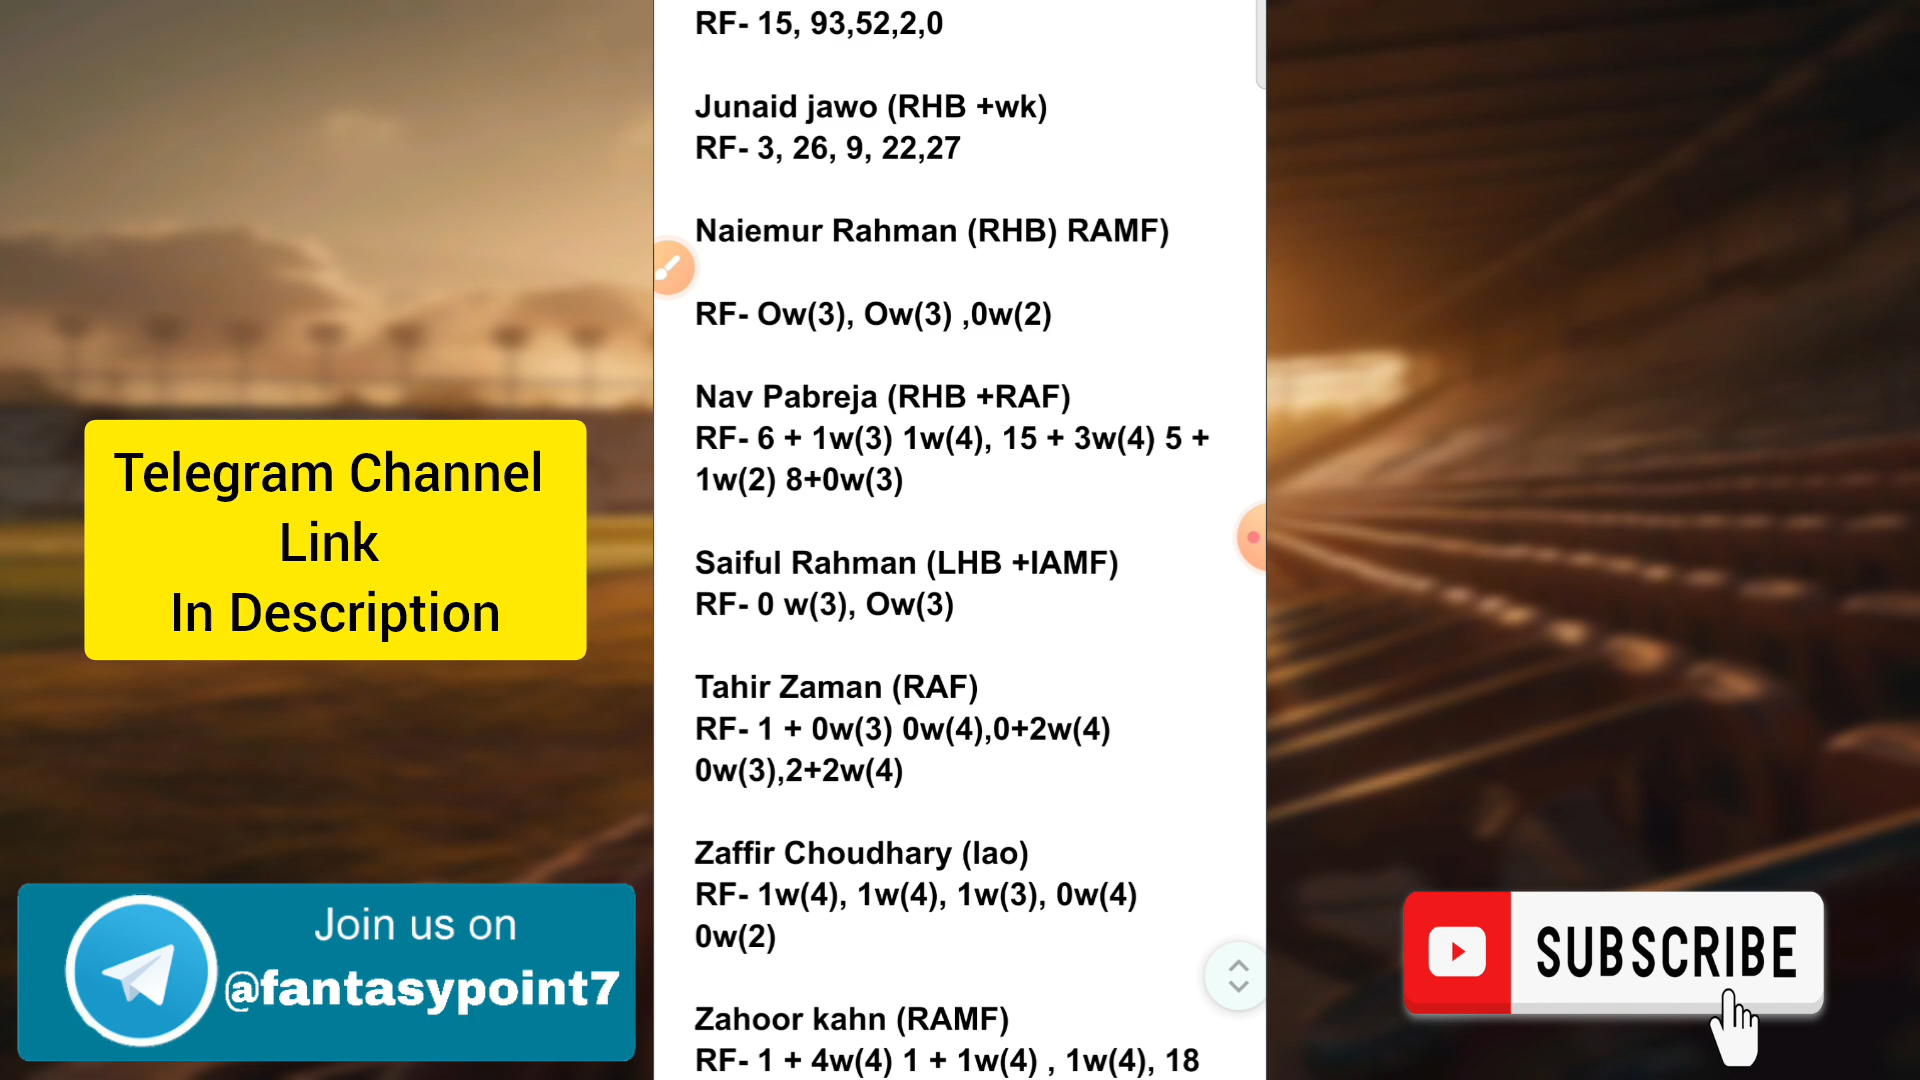 RF- 15, 93,52,2,0
Junaid jawo (RHB +wk)
RF- 3, 26, 9, 22,27
Naiemur Rahman (RHB) RAMF)
RF- Ow(3), Ow(3) ,0w(2)
Nav Pabreja (RHB +RAF)
RF- 6 + 1w(3) 1w(4), 15 + 3w(4) 5 +
1w(2) 8+0w(3)
Saiful Rahman (LHB +IAMF)
RF- 0 w(3), Ow(3)
Tahir Zaman (RAF)
RF- 1 + 0w(3) 0w(4),0+2w(4)
0w(3),2+2w(4)
Zaffir Choudhary (lao)
RF- 1w(4), 1w(4), 1w(3), 0w(4)
0w(2)
Zahoor kahn (RAMF)
RF- 1 + 4w(4) 1 + 1w(4) , 1w(4), 18
Telegram Channel
Link
In Description
Join us on
@fantasypoint7
SUBSCRIBE